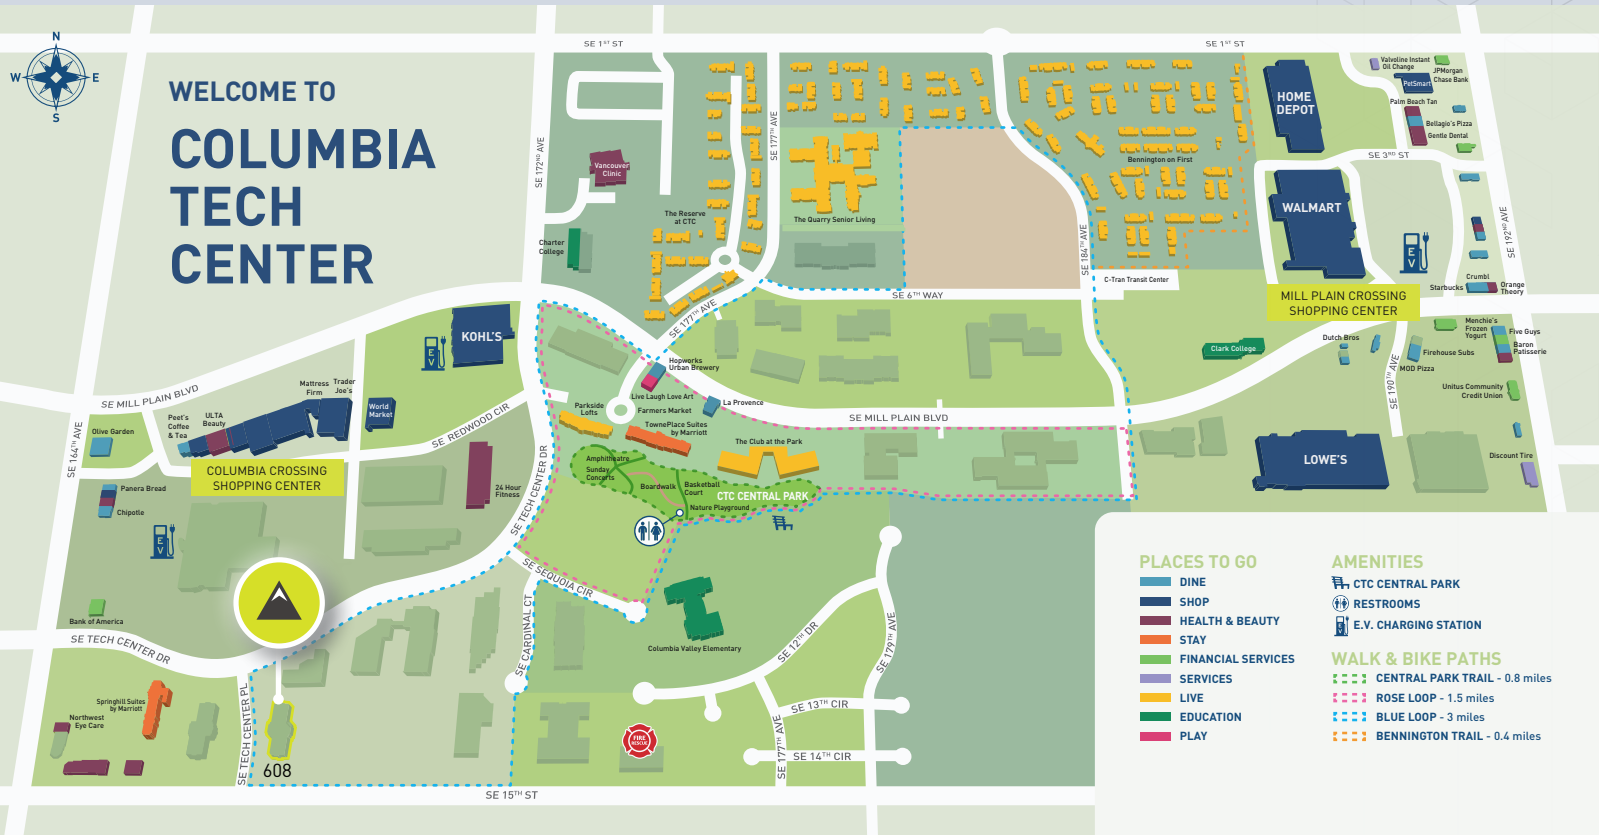 WELCOME TO
COLUMBIA
TECH
CENTER
N
W
E
S
SE 1ST ST
SE 1ST ST
SE 172ND AVE
SE 177TH AVE
Vancouver
Clinic
Charter
College
The Reserve
at CTC
The Quarry Senior Living
Bennington on First
SE 184TH AVE
C-Tran Transit Center
SE 6TH WAY
SE 177TH AVE
HOME
DEPOT
Valvoline Instant
Oil Change
JPMorgan
Chase Bank
PetSmart
Palm Beach Tan
Bellagio's Pizza
Gentle Dental
SE 3RD ST
WALMART
SE 192ND AVE
E
V
Crumbl
Starbucks
Orange
Theory
MILL PLAIN CROSSING
SHOPPING CENTER
Menchie's
Frozen
Yogurt
Five Guys
Baron
Patisserie
Dutch Bros
Firehouse Subs
MOD Pizza
Clark College
SE 190TH AVE
Unitus Community
Credit Union
LOWE'S
Discount Tire
KOHL'S
E
V
SE MILL PLAIN BLVD
Mattress
Firm
Trader
Joe's
World
Market
Peet's
Coffee
& Tea
ULTA
Beauty
Olive Garden
SE 164TH AVE
SE REDWOOD CIR
COLUMBIA CROSSING
SHOPPING CENTER
Panera Bread
Chipotle
24 Hour
Fitness
E
V
SE TECH CENTER DR
Hopworks
Urban Brewery
Live Laugh Love Art
Farmers Market
La Provence
Parkside
Lofts
TownePlace Suites
by Marriott
The Club at the Park
SE MILL PLAIN BLVD
Amphitheatre
Sunday
Concerts
Boardwalk
Basketball
Court
CTC CENTRAL PARK
Nature Playground
SE SEQUOIA CIR
SE CARDINAL CT
Columbia Valley Elementary
Bank of America
SE TECH CENTER DR
Springhill Suites
by Marriott
Northwest
Eye Care
SE TECH CENTER PL
608
SE 15TH ST
FIRE
RESCUE
SE 12TH DR
SE 179TH AVE
SE 13TH CIR
SE 177TH AVE
SE 14TH CIR
PLACES TO GO
DINE
SHOP
HEALTH & BEAUTY
STAY
FINANCIAL SERVICES
SERVICES
LIVE
EDUCATION
PLAY
AMENITIES
CTC CENTRAL PARK
RESTROOMS
E
V
E.V. CHARGING STATION
WALK & BIKE PATHS
CENTRAL PARK TRAIL - 0.8 miles
ROSE LOOP - 1.5 miles
BLUE LOOP - 3 miles
BENNINGTON TRAIL - 0.4 miles